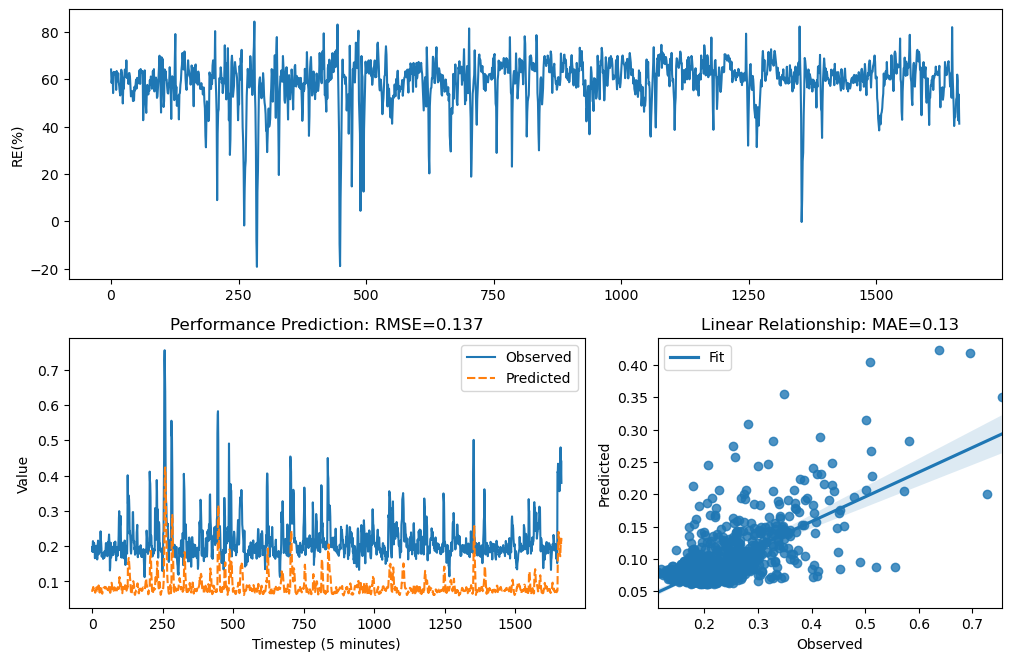 RE(%)
80
60
40
20
0
−20
0 250 500 750 1000 1250 1500
Performance Prediction: RMSE=0.137
Value
0.7
0.6
0.5
0.4
0.3
0.2
0.1
Observed
Predicted
0 250 500 750 1000 1250 1500
Timestep (5 minutes)
Linear Relationship: MAE=0.13
Predicted
0.40
0.35
0.30
0.25
0.20
0.15
0.10
0.05
Fit
0.2 0.3 0.4 0.5 0.6 0.7
Observed